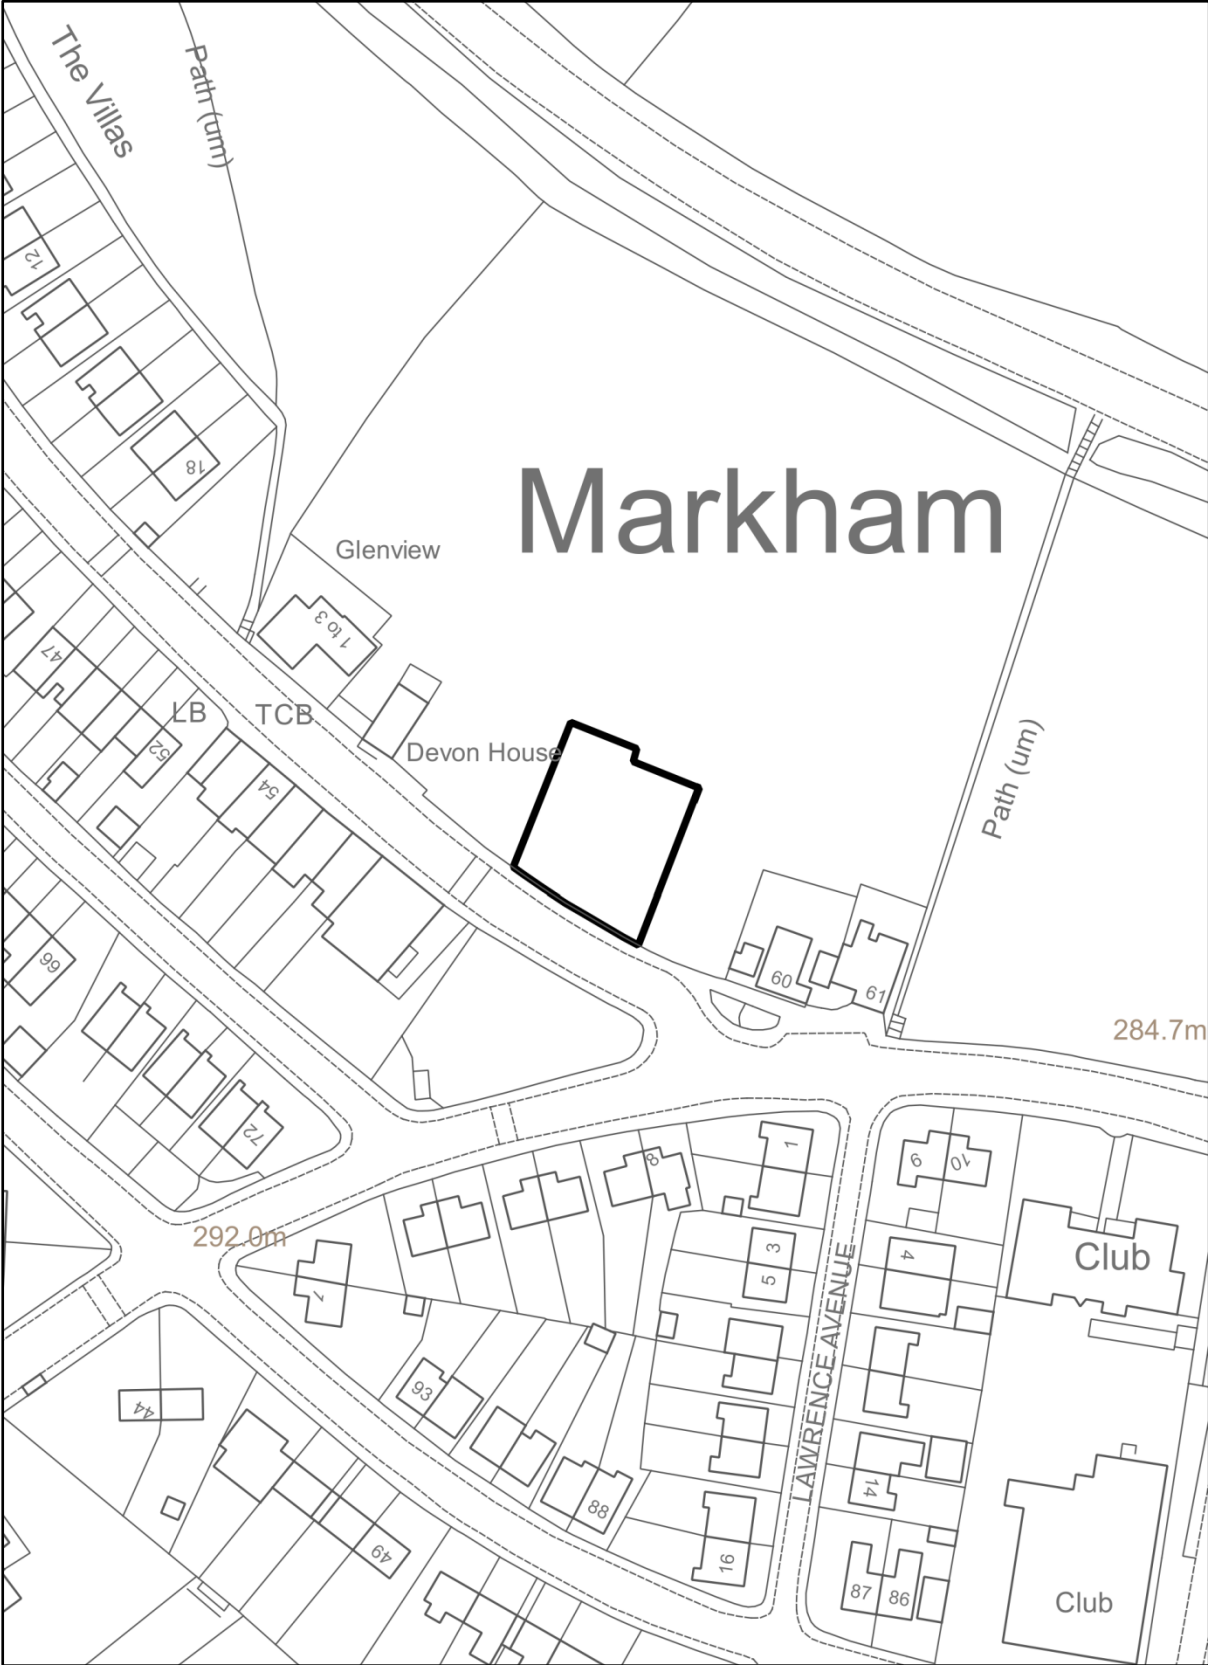 The Villas
Path (um)
12
18
Markham
Glenview
1 to 3
47
LB
TCB
52
Devon House
54
Path (um)
66
60
61
284.7m
72
8
1
9
10
292.0m
3
4
Club
5
7
LAWRENCE AVENUE
93
44
14
88
49
16
87
86
Club